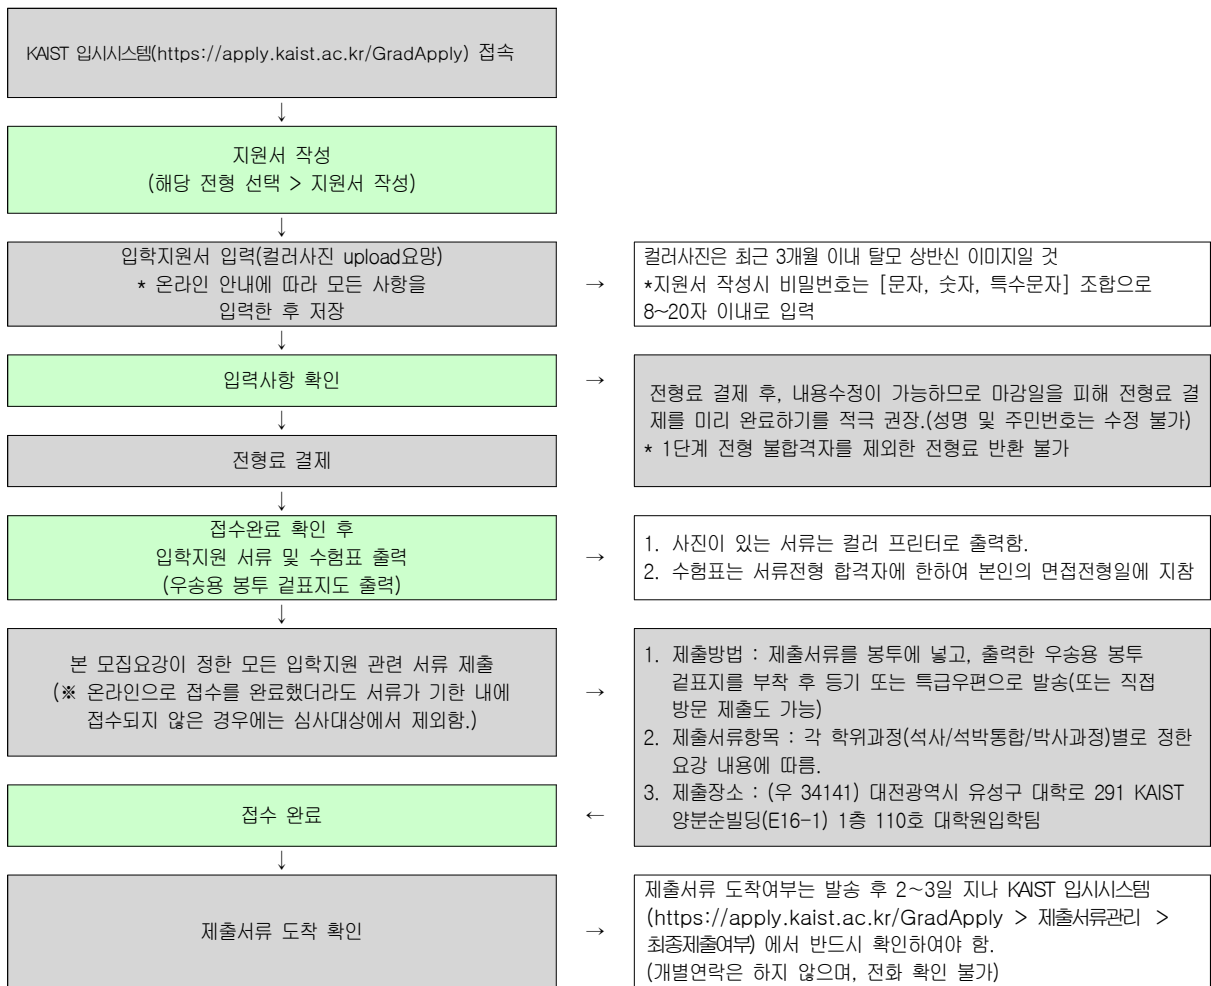 KAIST 입시시스템(https://apply.kaist.ac.kr/GradApply) 접속
↓
지원서 작성
(해당 전형 선택 > 지원서 작성)
↓
입학지원서 입력(컬러사진 upload요망)
* 온라인 안내에 따라 모든 사항을
입력한 후 저장
→
컬러사진은 최근 3개월 이내 탈모 상반신 이미지일 것
*지원서 작성시 비밀번호는 [문자, 숫자, 특수문자] 조합으로
8~20자 이내로 입력
↓
입력사항 확인
→
전형료 결제 후, 내용수정이 가능하므로 마감일을 피해 전형료 결
제를 미리 완료하기를 적극 권장.(성명 및 주민번호는 수정 불가)
* 1단계 전형 불합격자를 제외한 전형료 반환 불가
↓
전형료 결제
↓
접수완료 확인 후
입학지원 서류 및 수험표 출력
(우송용 봉투 겉표지도 출력)
→
1. 사진이 있는 서류는 컬러 프린터로 출력함.
2. 수험표는 서류전형 합격자에 한하여 본인의 면접전형일에 지참
↓
본 모집요강이 정한 모든 입학지원 관련 서류 제출
(※ 온라인으로 접수를 완료했더라도 서류가 기한 내에
접수되지 않은 경우에는 심사대상에서 제외함.)
→
1. 제출방법 : 제출서류를 봉투에 넣고, 출력한 우송용 봉투
겉표지를 부착 후 등기 또는 특급우편으로 발송(또는 직접
방문 제출도 가능)
2. 제출서류항목 : 각 학위과정(석사/석박통합/박사과정)별로 정한
요강 내용에 따름.
3. 제출장소 : (우 34141) 대전광역시 유성구 대학로 291 KAIST
양분순빌딩(E16-1) 1층 110호 대학원입학팀
접수 완료
←
↓
제출서류 도착 확인
→
제출서류 도착여부는 발송 후 2~3일 지나 KAIST 입시시스템
(https://apply.kaist.ac.kr/GradApply > 제출서류관리 >
최종제출여부) 에서 반드시 확인하여야 함.
(개별연락은 하지 않으며, 전화 확인 불가)